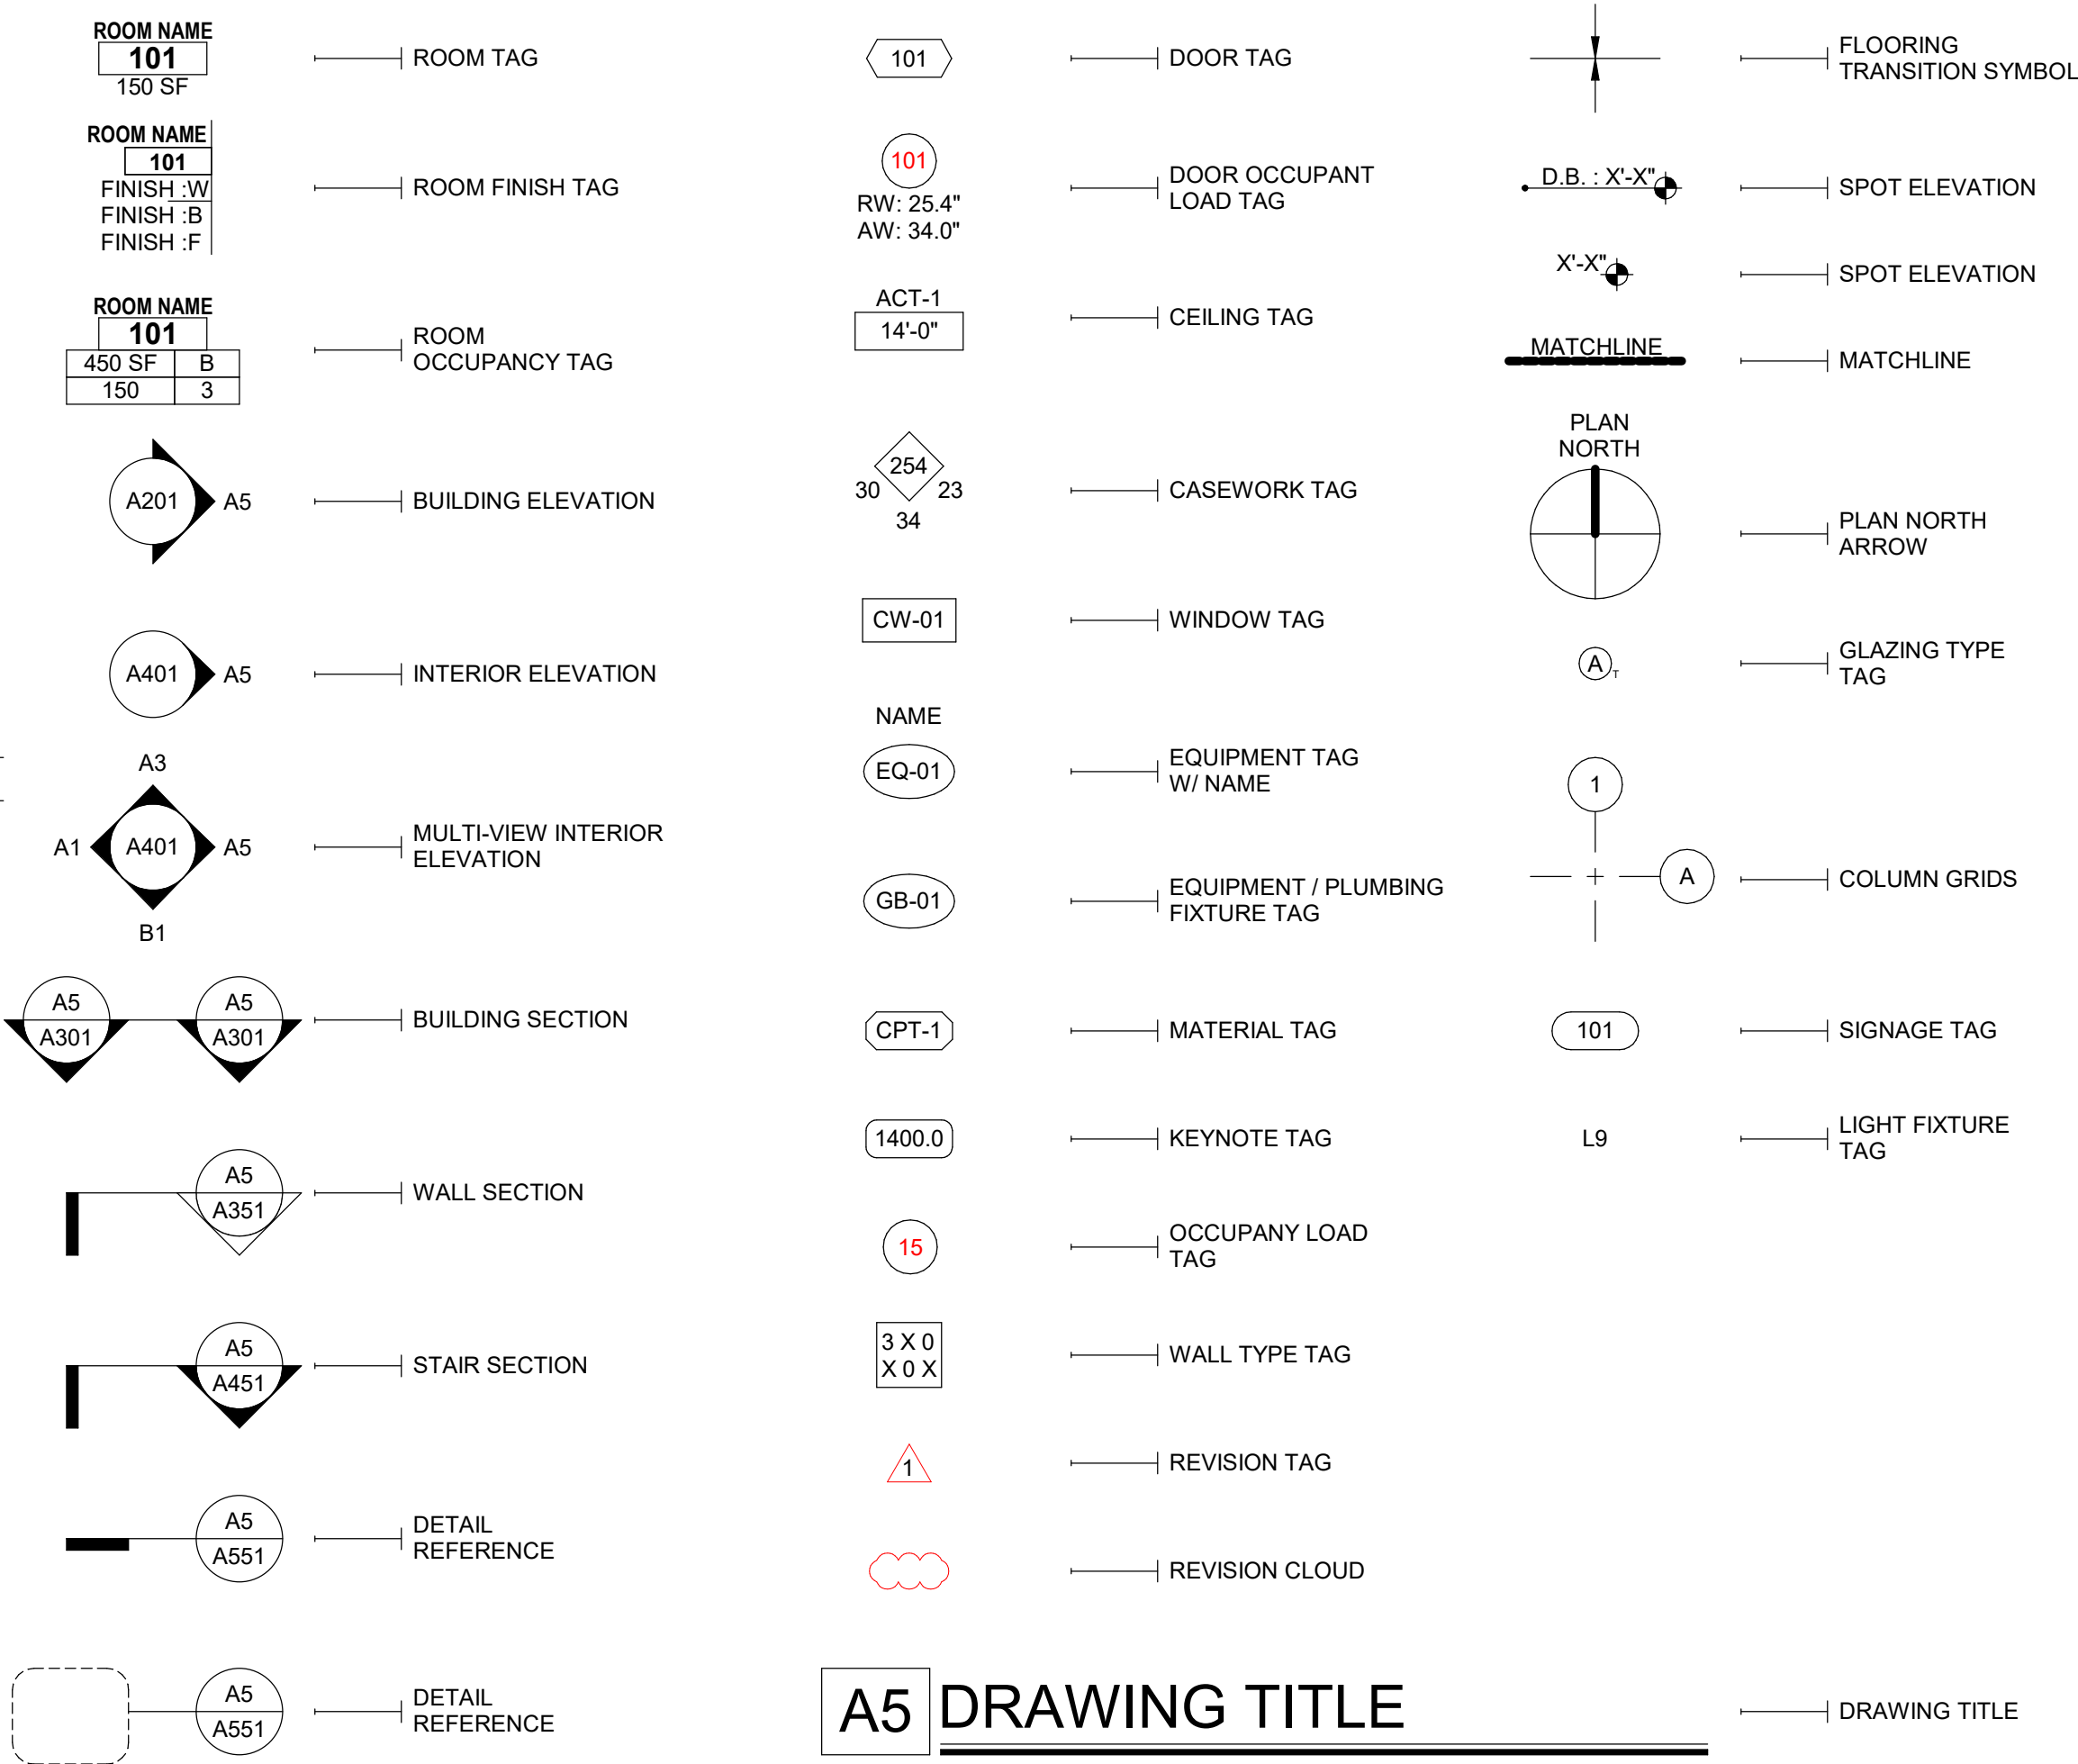 ROOM NAME
101
150 SF
ROOM TAG
ROOM NAME
101
FINISH :W
FINISH :B
FINISH :F
ROOM FINISH TAG
ROOM NAME
101
450 SF B
150 3
ROOM
OCCUPANCY TAG
A201 A5
BUILDING ELEVATION
A401 A5
INTERIOR ELEVATION
A3
A1 A401 A5
B1
MULTI-VIEW INTERIOR
ELEVATION
A5 A5
A301 A301
BUILDING SECTION
A5
A351
WALL SECTION
A5
A451
STAIR SECTION
A5
A551
DETAIL
REFERENCE
A5
A551
DETAIL
REFERENCE
101
DOOR TAG
101
RW: 25.4"
AW: 34.0"
DOOR OCCUPANT
LOAD TAG
ACT-1
14'-0"
CEILING TAG
254
30 23
34
CASEWORK TAG
CW-01
WINDOW TAG
NAME
EQ-01
EQUIPMENT TAG
W/ NAME
GB-01
EQUIPMENT / PLUMBING
FIXTURE TAG
CPT-1
MATERIAL TAG
1400.0
KEYNOTE TAG
15
OCCUPANY LOAD
TAG
3 X 0
X 0 X
WALL TYPE TAG
1
REVISION TAG
REVISION CLOUD
A5 DRAWING TITLE
FLOORING
TRANSITION SYMBOL
D.B. : X'-X"
SPOT ELEVATION
X'-X"
SPOT ELEVATION
MATCHLINE
MATCHLINE
PLAN
NORTH
PLAN NORTH
ARROW
A T
GLAZING TYPE
TAG
1
A
COLUMN GRIDS
101
SIGNAGE TAG
L9
LIGHT FIXTURE
TAG
DRAWING TITLE